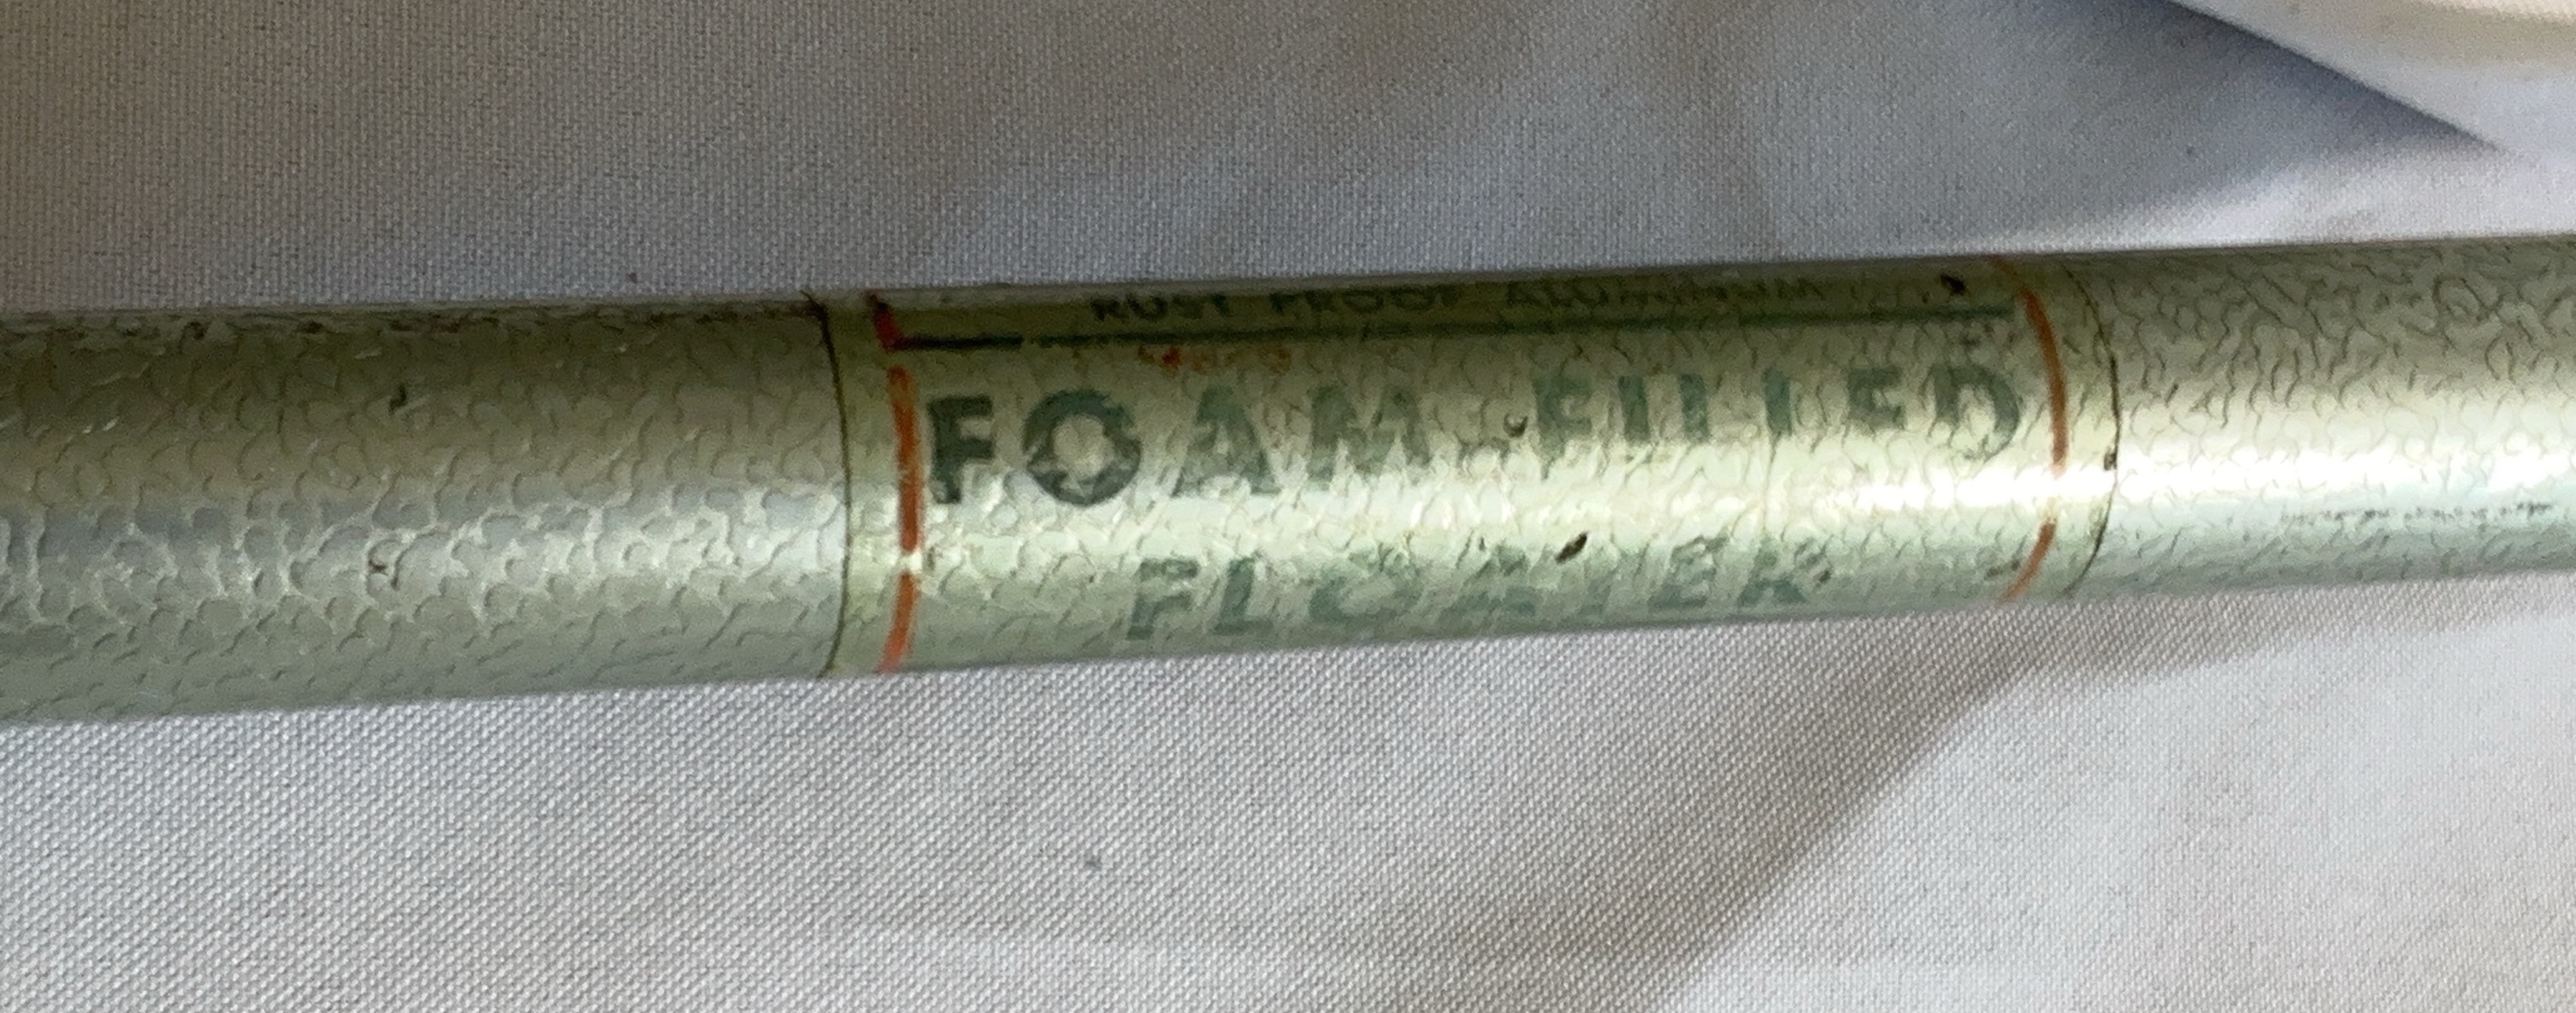 RUST PROOF ALUMINUM
FOAM FILLED
FLOATER